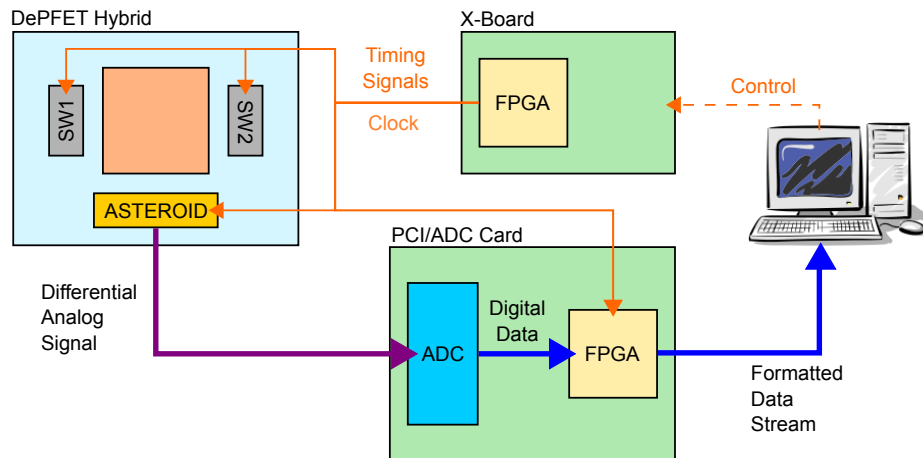 DePFET Hybrid
X-Board
SW1
SW2
Timing
Signals
Clock
FPGA
Control
ASTEROID
PCI/ADC Card
Differential
Analog
Signal
ADC
Digital
Data
FPGA
Formatted
Data
Stream